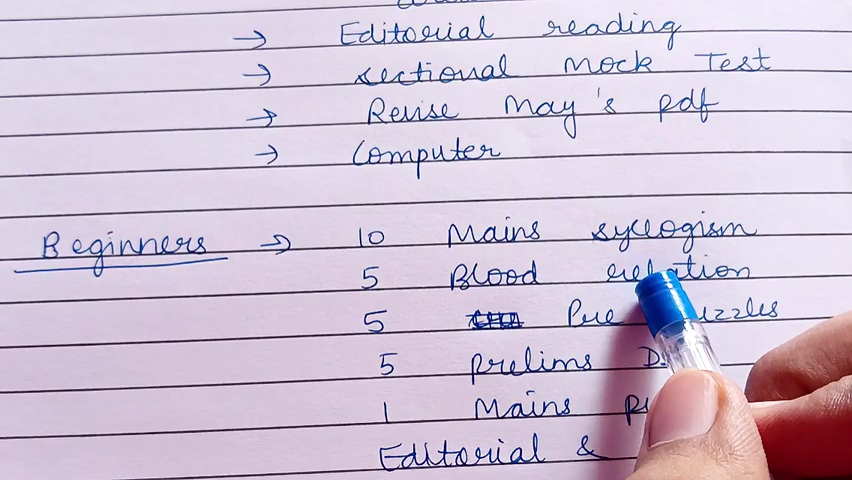 → Editorial reading
→ Sectional Mock Test
→ Revise May's pdf
→ Computer
Beginners → 10 Mains syllogism
5 Blood relation
5 Pre
5 prelims
1 Mains
Editorial &